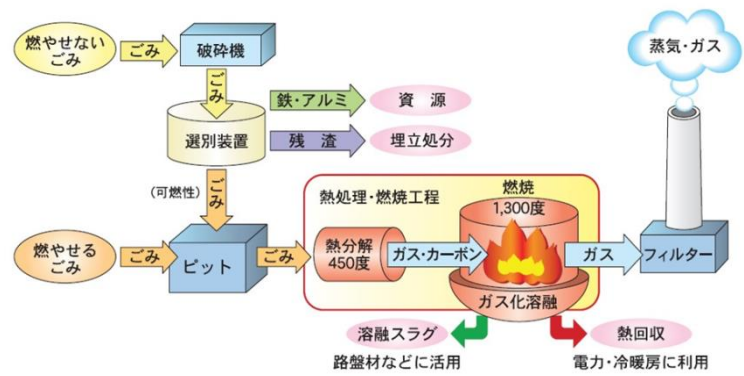 燃やせない
ごみ
ごみ
破砕機
ごみ
蒸気・ガス
選別装置
鉄・アルミ
資 源
残 渣
埋立処分
(可燃性)
ごみ
燃やせる
ごみ
ごみ
ピット
ごみ
熱処理・燃焼工程
熱分解
450度
ガス・カーボン
燃焼
1,300度
ガス化溶融
ガス
フィルター
溶融スラグ
路盤材などに活用
熱回収
電力・冷暖房に利用